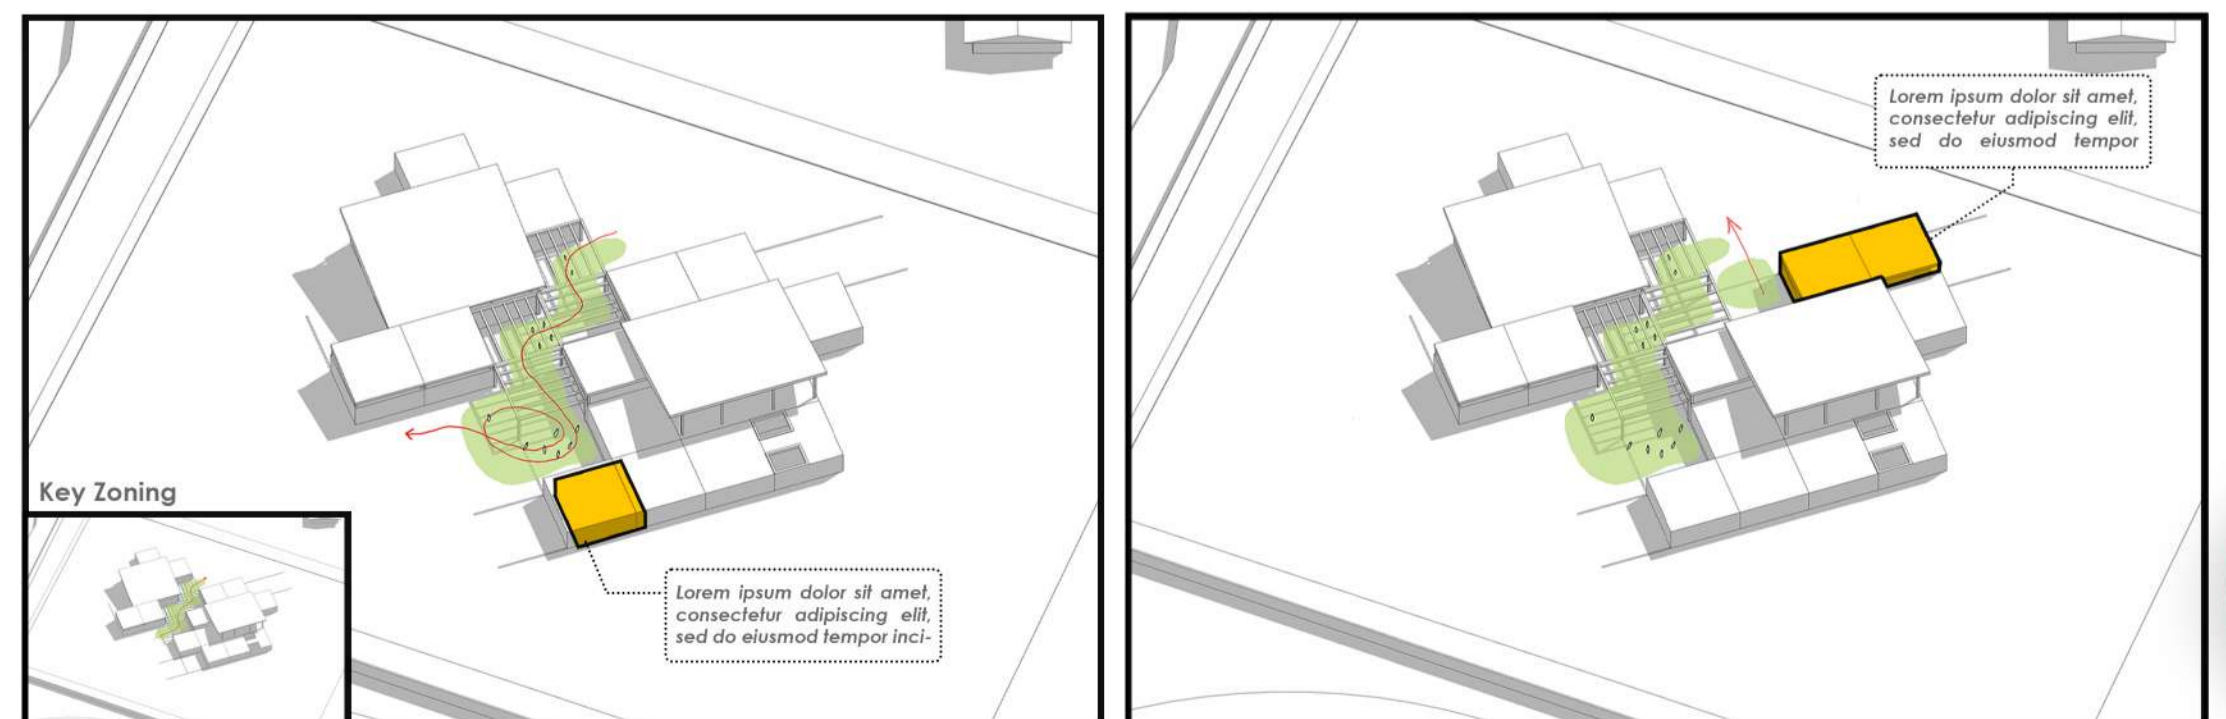 Key Zoning
Lorem ipsum dolor sit amet,
consectetur adipiscing elit,
sed do eiusmod tempor inci-
Lorem ipsum dolor sit amet,
consectetur adipiscing elit,
sed do eiusmod tempor